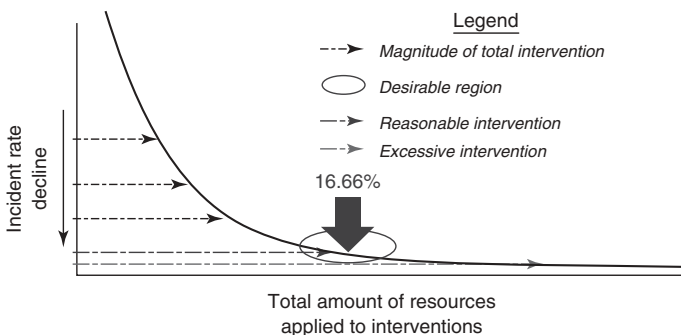 Legend
Magnitude of total intervention
Desirable region
Reasonable intervention
Excessive intervention
16.66%
Incident rate
decline
Total amount of resources
applied to interventions